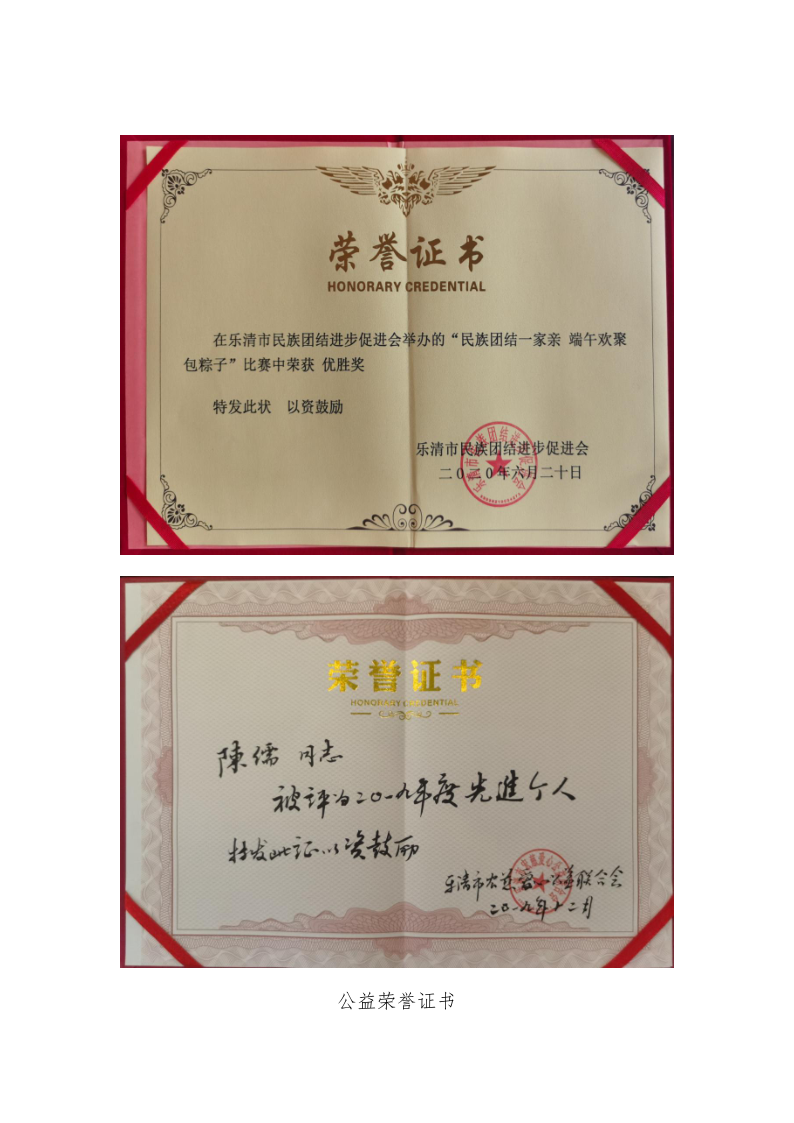 荣誉证书
HONORARY CREDENTIAL
在乐清市民族团结进步促进会举办的“民族团结一家亲 端午欢聚
包粽子”比赛中荣获 优胜奖
特发此状 以资鼓励
乐清市民族团结进步促进会
二〇二〇年六月二十日
荣誉证书
HONORARY CREDENTIAL
陳儒 同志
被评为二〇一九年度先進个人
特发此证以资鼓励
乐清市 联合会
二〇一九年十二月
公益荣誉证书